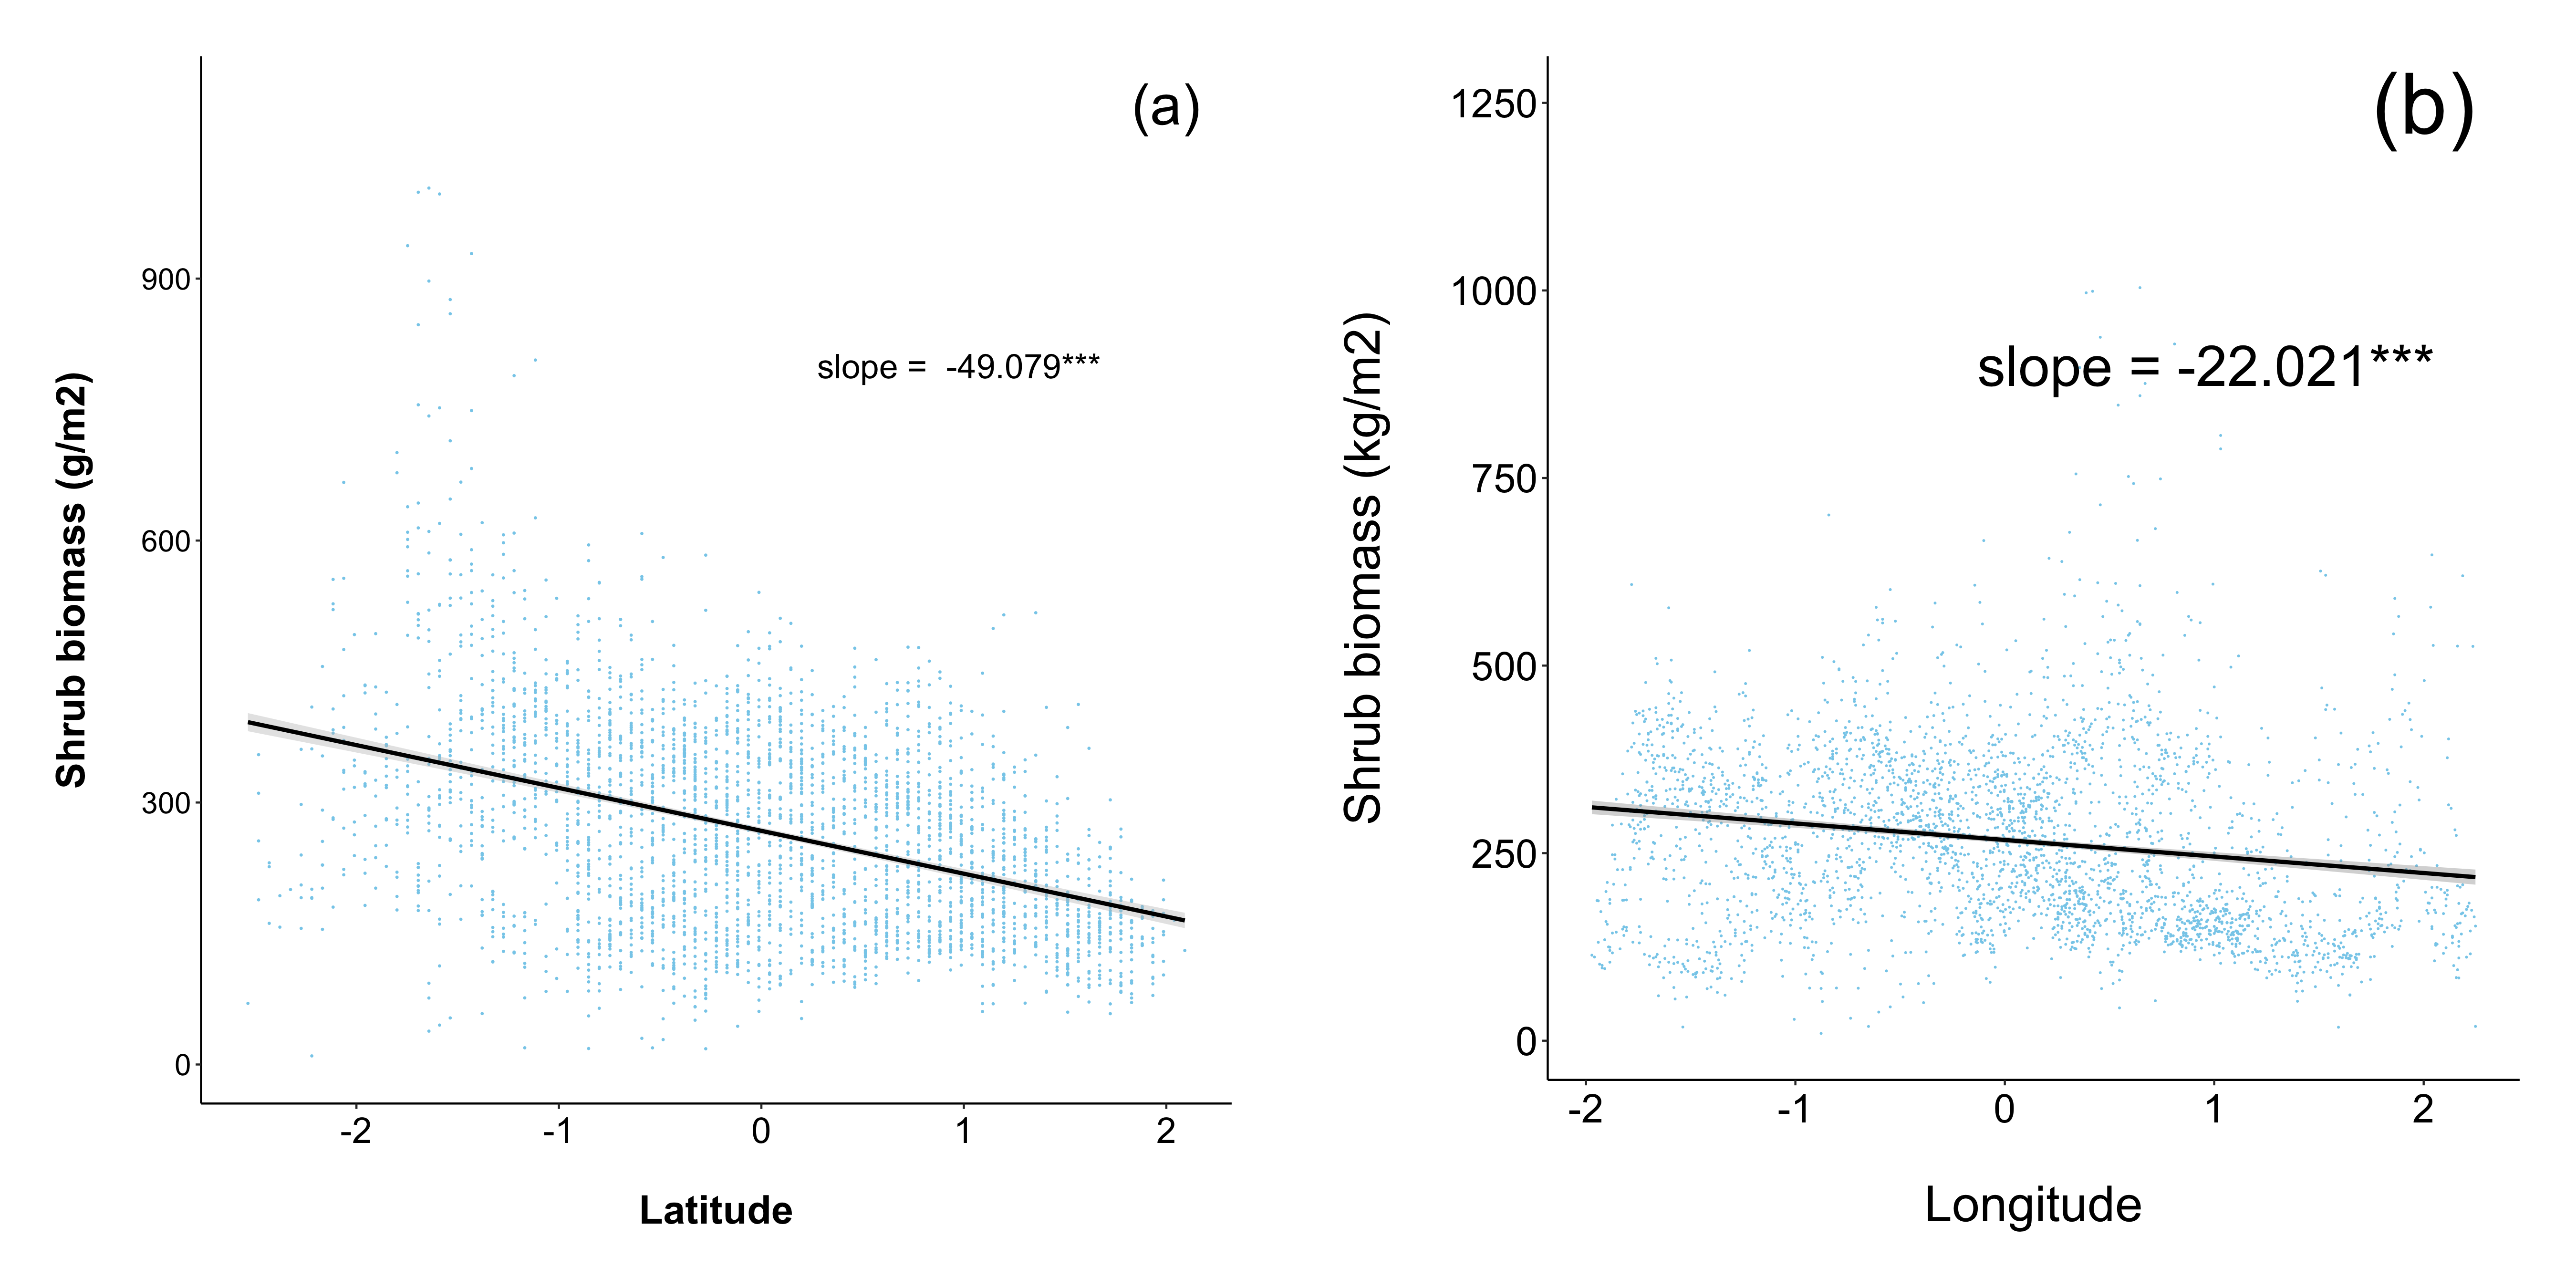 (a)
900
600
300
0
slope =  -49.079***
Shrub biomass (g/m2)
-2 -1 0 1 2
Latitude
(b)
1250
1000
750
500
250
0
slope = -22.021***
Shrub biomass (kg/m2)
-2 -1 0 1 2
Longitude